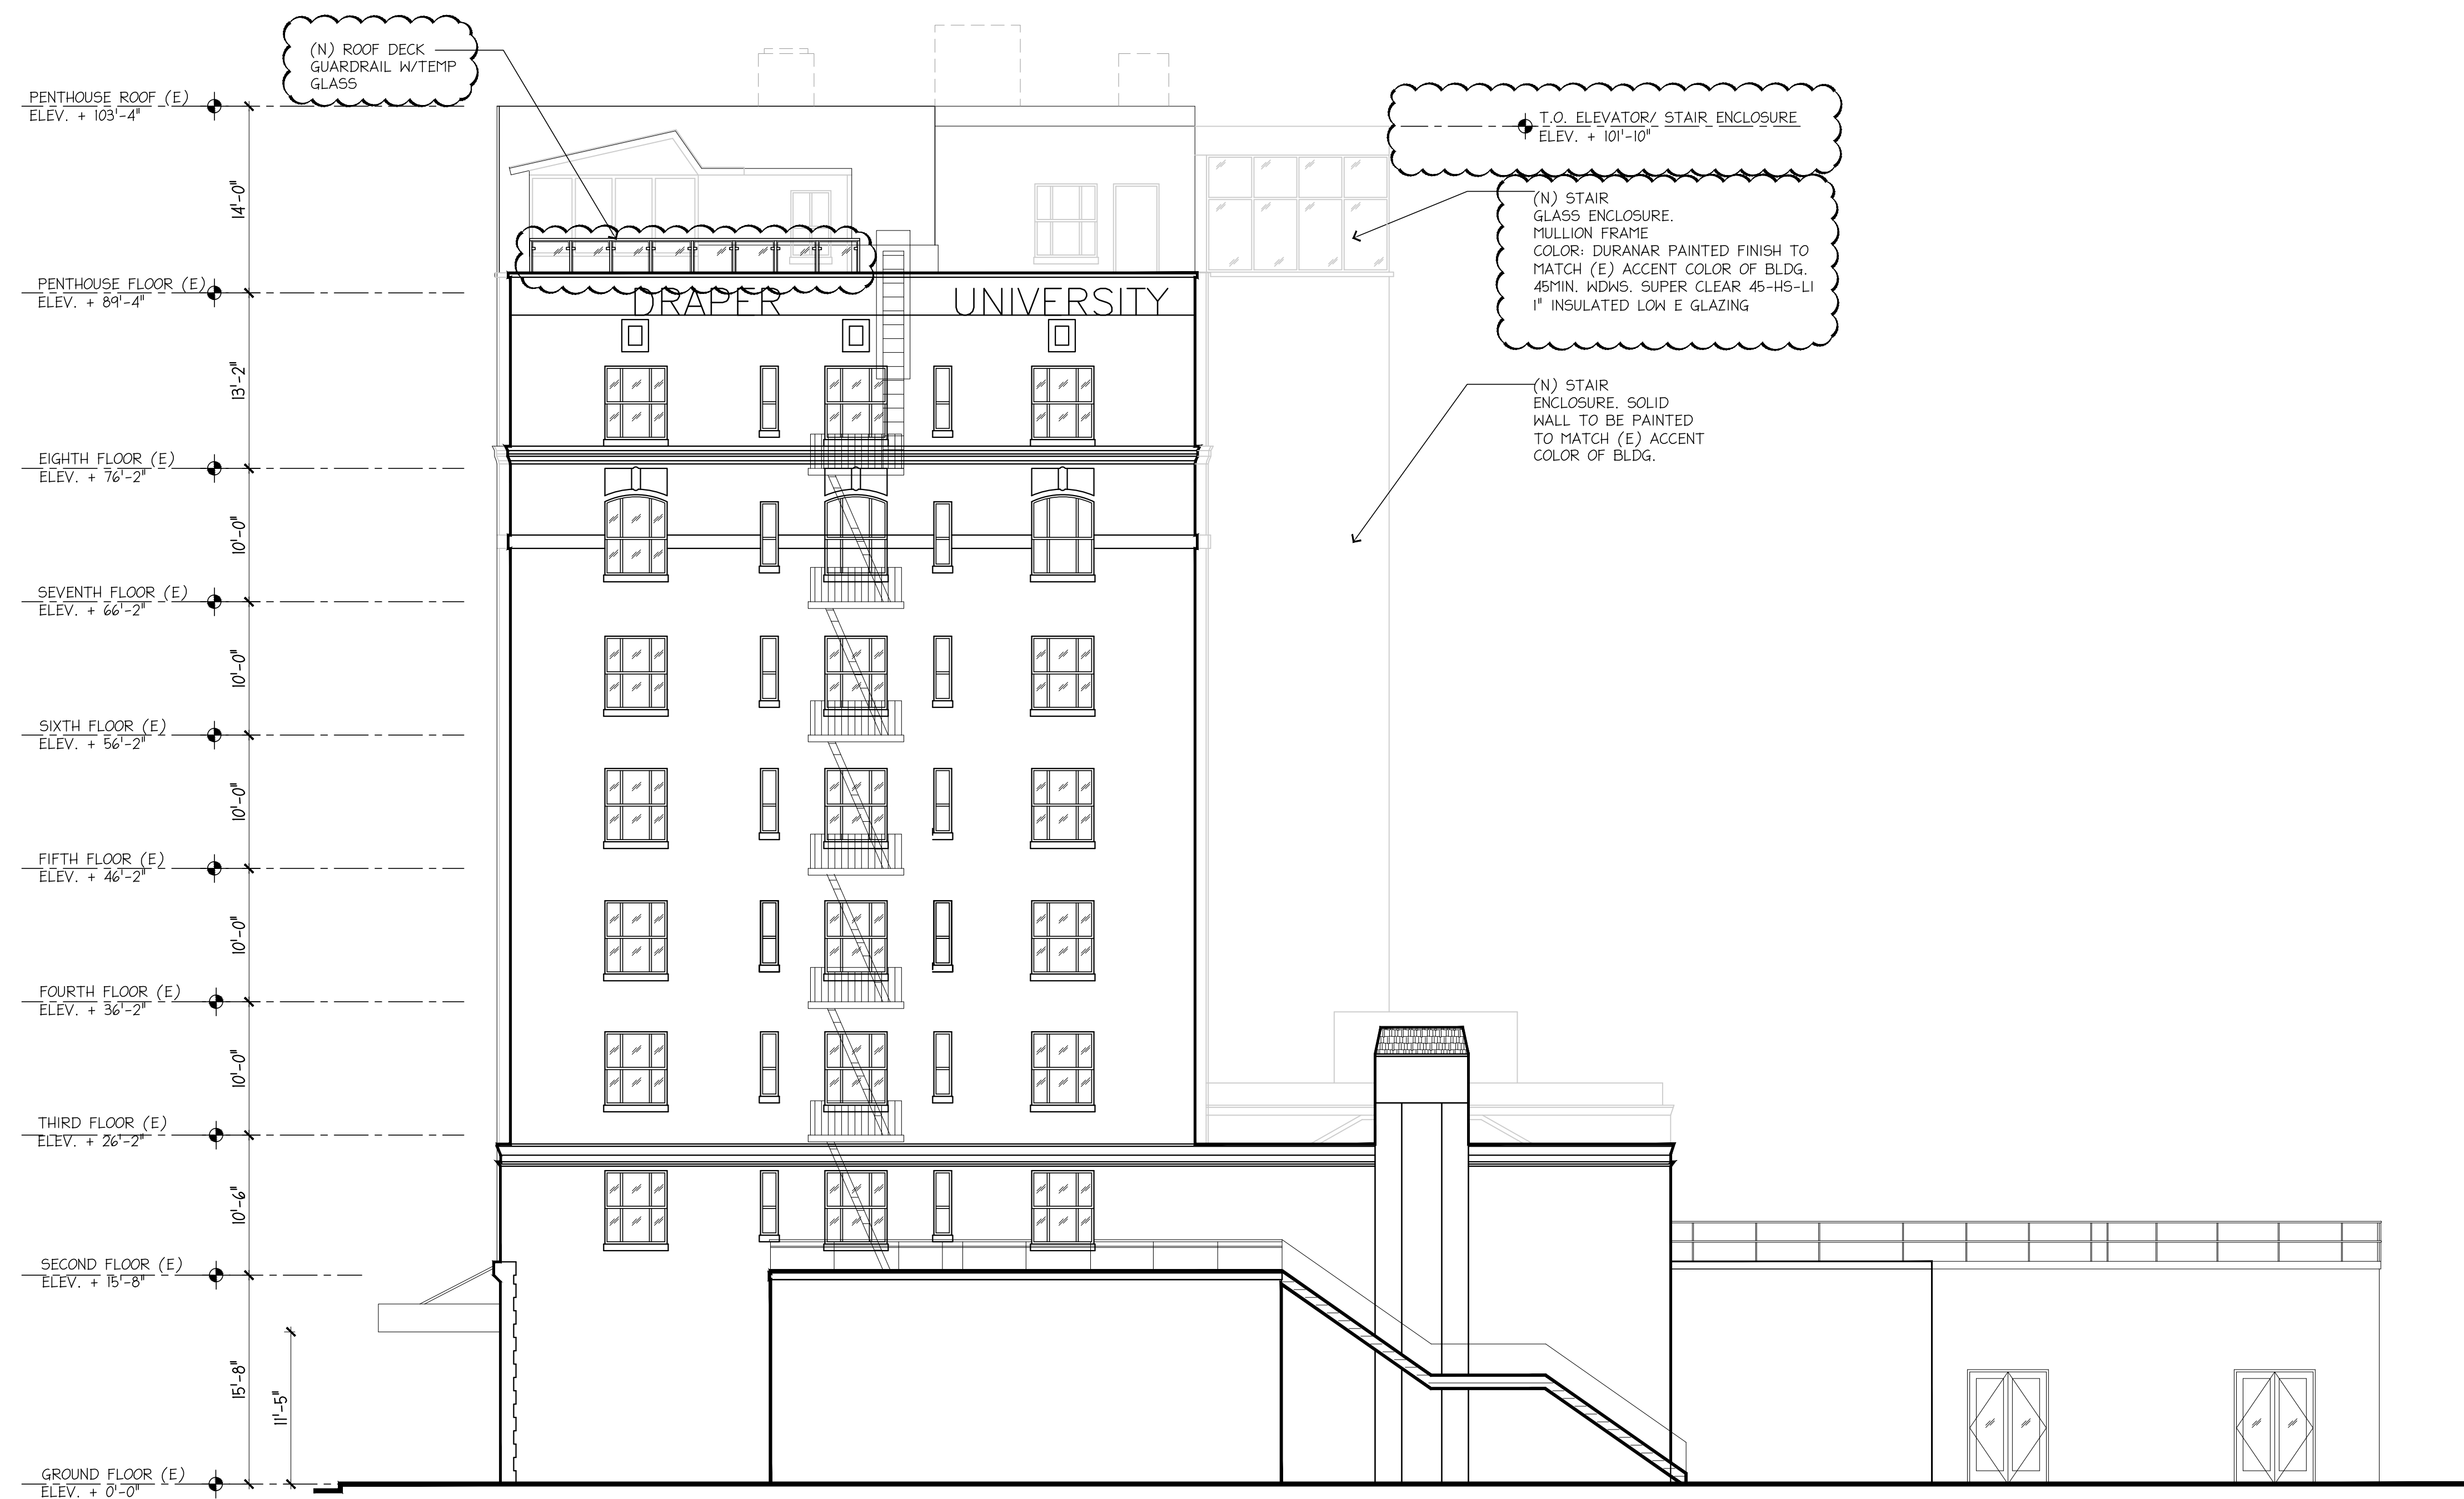 (N) ROOF DECK
GUARDRAIL W/TEMP
GLASS
PENTHOUSE ROOF (E)
ELEV. + 103'-4"
T.O. ELEVATOR/ STAIR ENCLOSURE
ELEV. + 101'-10"
14'-0"
(N) STAIR
GLASS ENCLOSURE.
MULLION FRAME
COLOR: DURANAR PAINTED FINISH TO
MATCH (E) ACCENT COLOR OF BLDG.
45MIN. WDWS. SUPER CLEAR 45-HS-LI
1" INSULATED LOW E GLAZING
PENTHOUSE FLOOR (E)
ELEV. + 89'-4"
DRAPER UNIVERSITY
13'-2"
(N) STAIR
ENCLOSURE. SOLID
WALL TO BE PAINTED
TO MATCH (E) ACCENT
COLOR OF BLDG.
EIGHTH FLOOR (E)
ELEV. + 76'-2"
10'-0"
SEVENTH FLOOR (E)
ELEV. + 66'-2"
10'-0"
SIXTH FLOOR (E)
ELEV. + 56'-2"
10'-0"
FIFTH FLOOR (E)
ELEV. + 46'-2"
10'-0"
FOURTH FLOOR (E)
ELEV. + 36'-2"
10'-0"
THIRD FLOOR (E)
ELEV. + 26'-2"
10'-6"
SECOND FLOOR (E)
ELEV. + 15'-8"
15'-8"
11'-5"
GROUND FLOOR (E)
ELEV. + 0'-0"